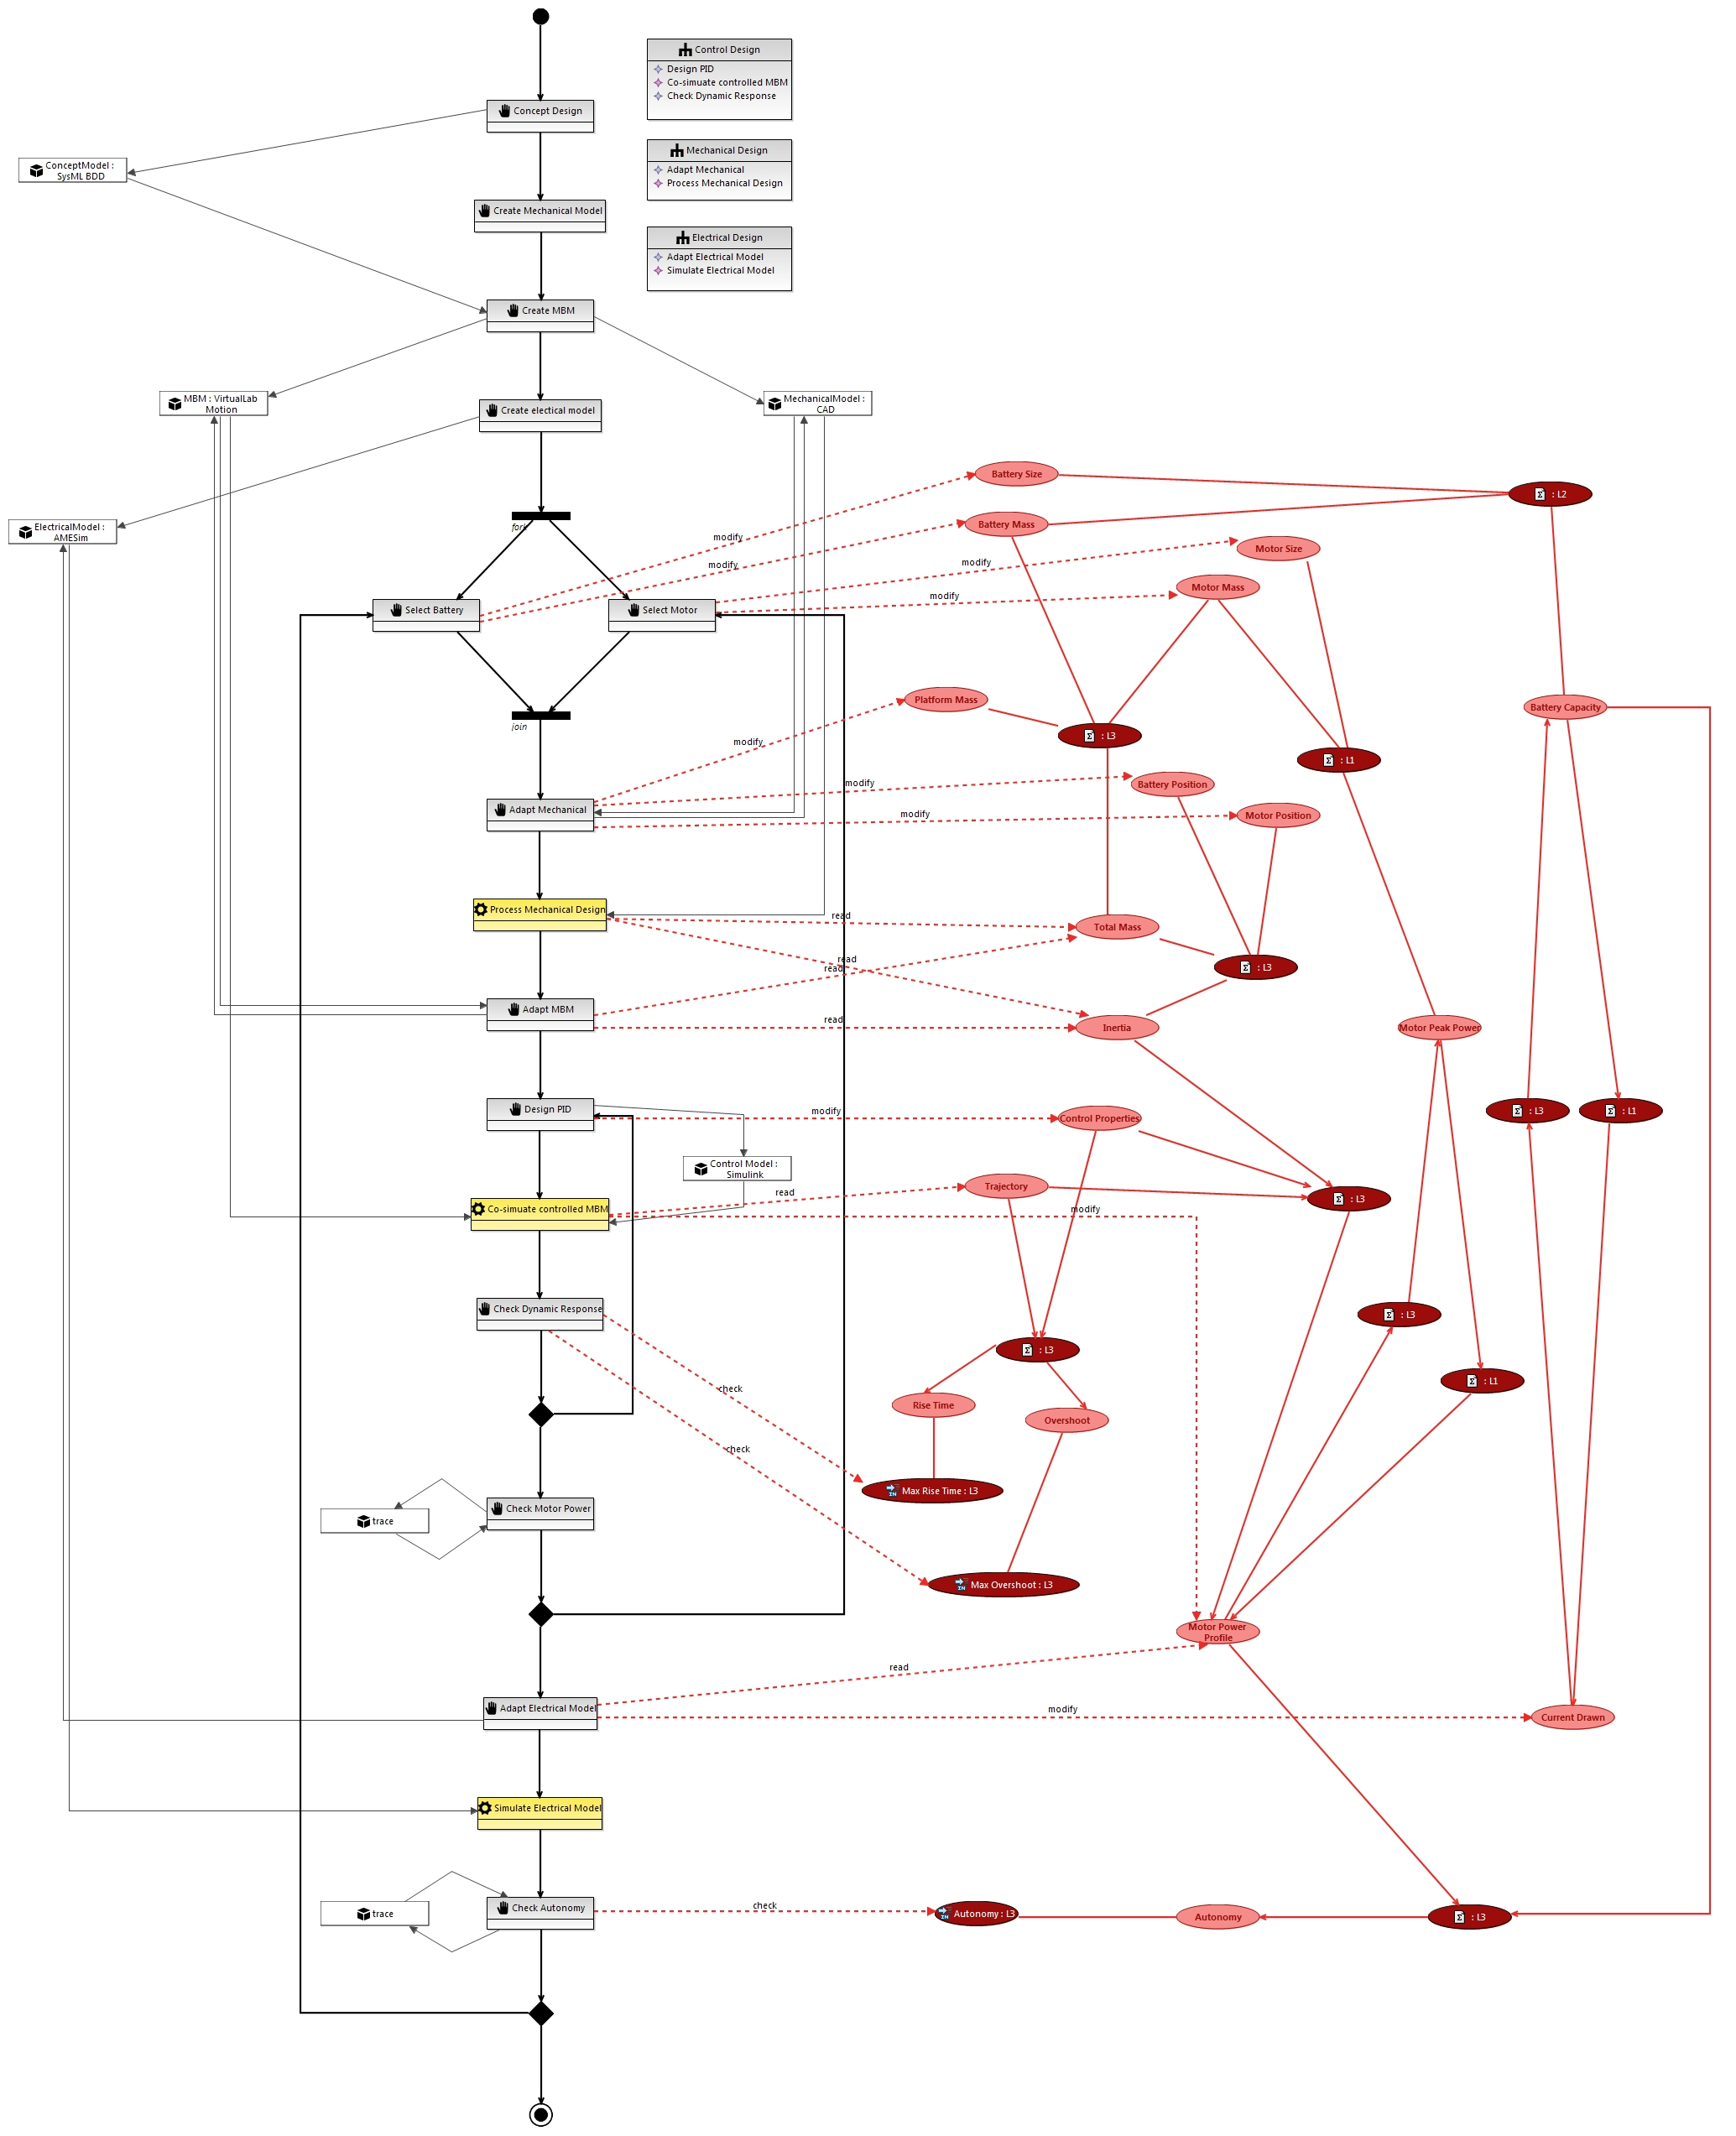 Control Design
Design PID
Co-simuate controlled MBM
Check Dynamic Response
Concept Design
Mechanical Design
Adapt Mechanical
Process Mechanical Design
ConceptModel :
SysML BDD
Create Mechanical Model
Electrical Design
Adapt Electrical Model
Simulate Electrical Model
Create MBM
MBM : VirtualLab
Motion
MechanicalModel :
CAD
Create electical model
Battery Size
: L2
ElectricalModel :
AMESim
fork
Battery Mass
modify
Motor Size
modify
modify
Motor Mass
modify
Select Battery
Select Motor
Platform Mass
Battery Capacity
join
: L3
modify
: L1
Battery Position
modify
Adapt Mechanical
modify
Motor Position
Process Mechanical Design
read
Total Mass
read
read
: L3
Adapt MBM
read
Inertia
Motor Peak Power
Design PID
modify
Control Properties
: L3
: L1
Control Model :
Simulink
Trajectory
read
: L3
Co-simuate controlled MBM
modify
Check Dynamic Response
: L3
: L3
check
: L1
Rise Time
Overshoot
check
Max Rise Time : L3
Check Motor Power
trace
Max Overshoot : L3
Motor Power
Profile
read
Adapt Electrical Model
modify
Current Drawn
Simulate Electrical Model
Check Autonomy
trace
check
Autonomy : L3
Autonomy
: L3